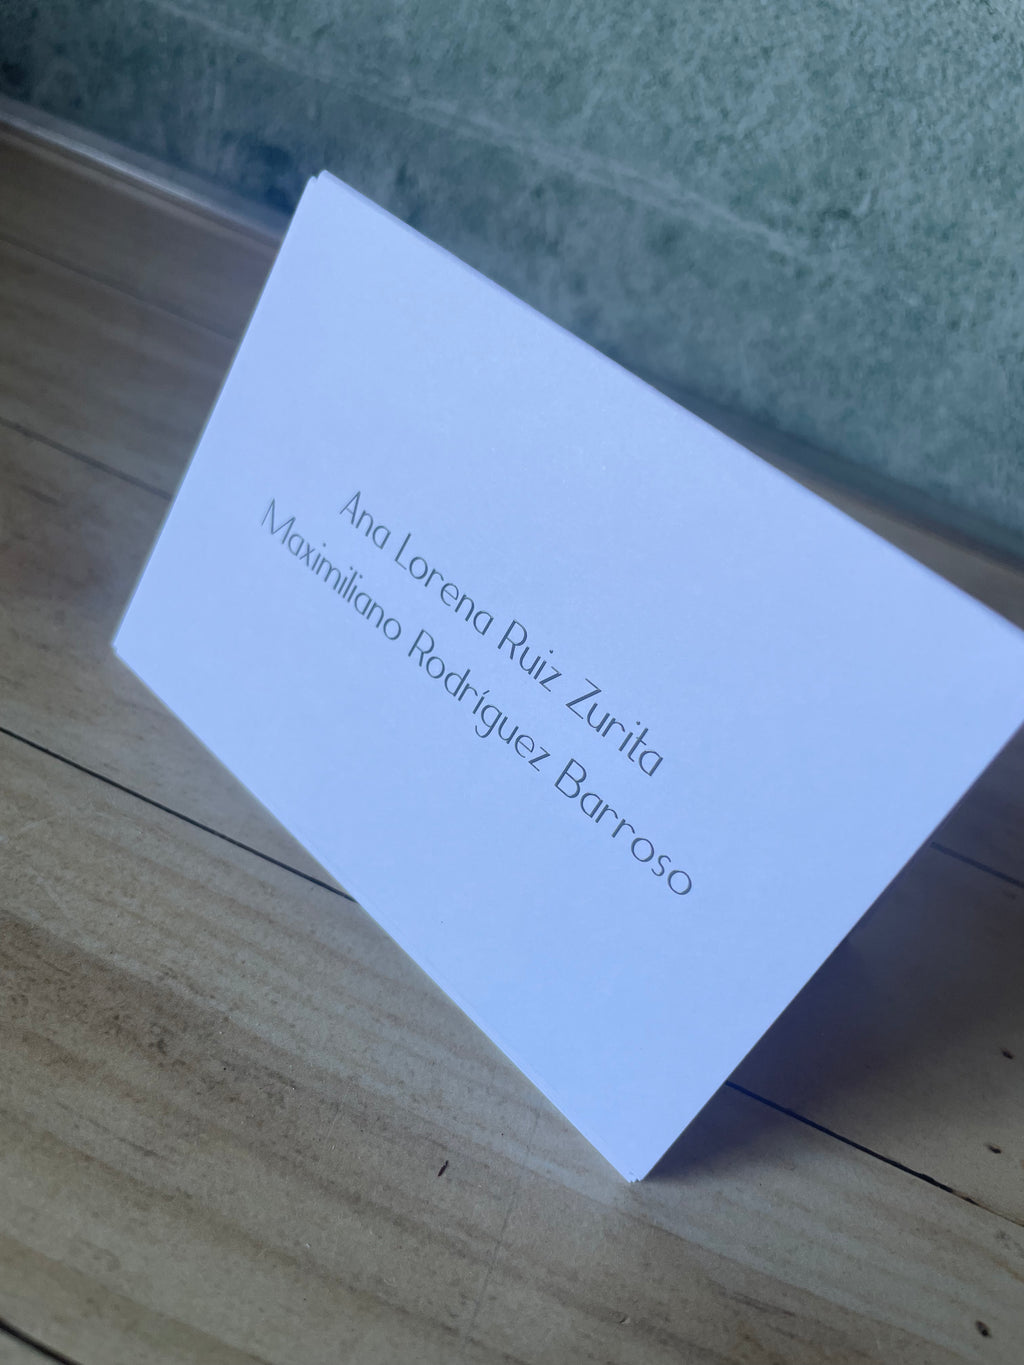 Ana Lorena Ruiz Zurita
Maximiliano Rodríguez Barroso